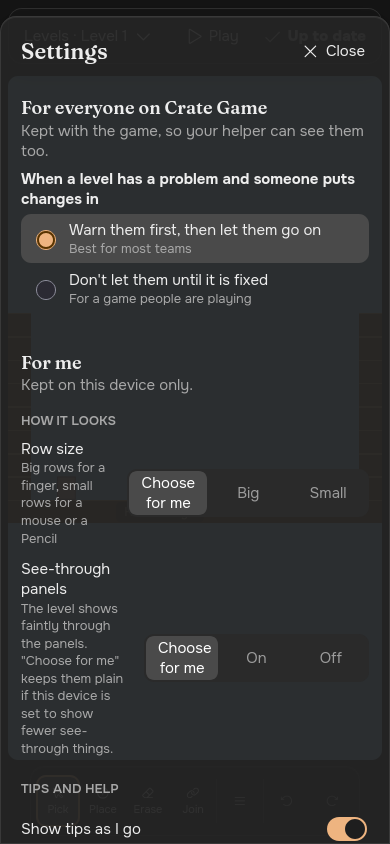 Levels · Level 1
Play
Up to date
Settings
Close
For everyone on Crate Game
Kept with the game, so your helper can see them
too.
When a level has a problem and someone puts
changes in
Warn them first, then let them go on
Best for most teams
Don't let them until it is fixed
For a game people are playing
For me
Kept on this device only.
HOW IT LOOKS
Row size
Big rows for a
finger, small
rows for a
mouse or a
Pencil
Choose
for me
Big
Small
See-through
panels
The level shows
faintly through
the panels.
"Choose for me"
keeps them plain
if this device is
set to show
fewer see-
through things.
Choose
for me
On
Off
TIPS AND HELP
Pick
Place
Erase
Join
Show tips as I go